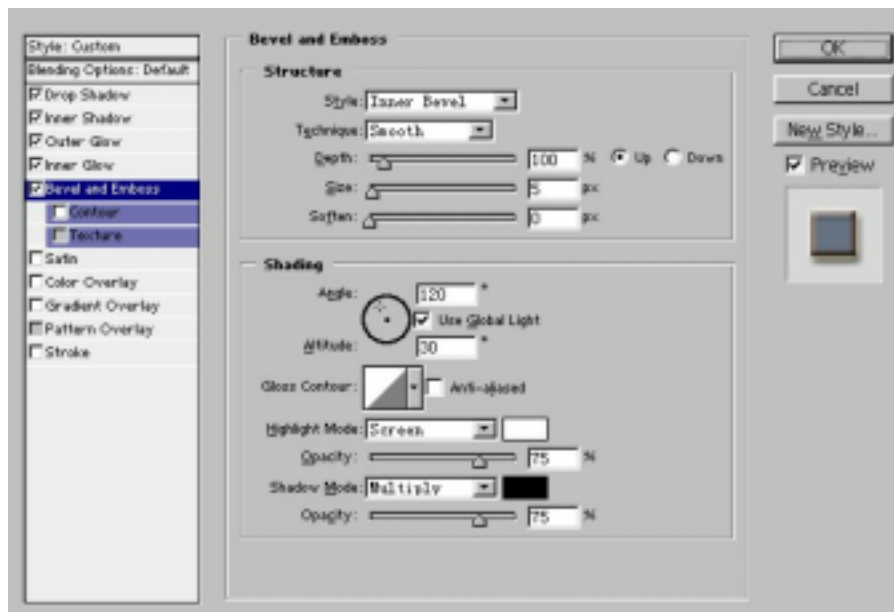 Style: Custom
Blending Options: Default
Drop Shadow
Inner Shadow
Outer Glow
Inner Glow
Bevel and Emboss
Contour
Texture
Satin
Color Overlay
Gradient Overlay
Pattern Overlay
Stroke
Bevel and Emboss
Structure
Style: Inner Bevel
Technique: Smooth
Depth: 100 % Up Down
Size: 5 px
Soften: 0 px
Shading
Angle: 120 °
Use Global Light
Altitude: 30 °
Gloss Contour: Anti-aliased
Highlight Mode: Screen
Opacity: 75 %
Shadow Mode: Multiply
Opacity: 75 %
OK
Cancel
New Style...
Preview